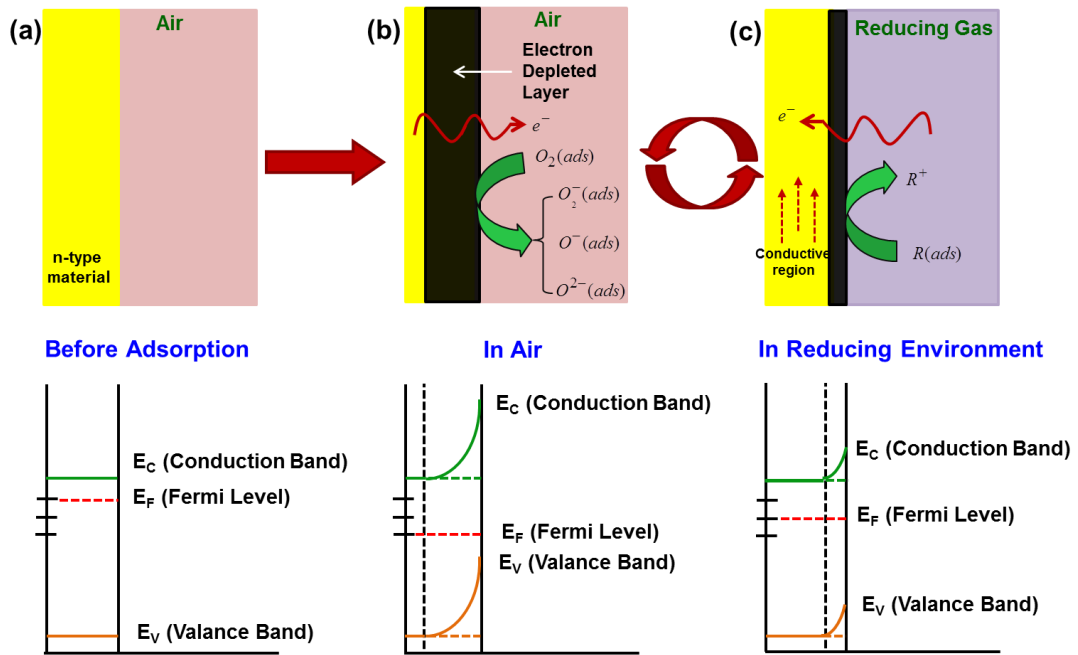 (a)
Air
n-type
material
(b)
Air
Electron
Depleted
Layer
e⁻
O₂(ads)
O₂⁻(ads)
O⁻(ads)
O²⁻(ads)
(c)
Reducing Gas
e⁻
R⁺
R(ads)
Conductive
region
Before Adsorption
In Air
In Reducing Environment
E_C (Conduction Band)
E_F (Fermi Level)
E_V (Valance Band)
E_C (Conduction Band)
E_F (Fermi Level)
E_V (Valance Band)
E_C (Conduction Band)
E_F (Fermi Level)
E_V (Valance Band)